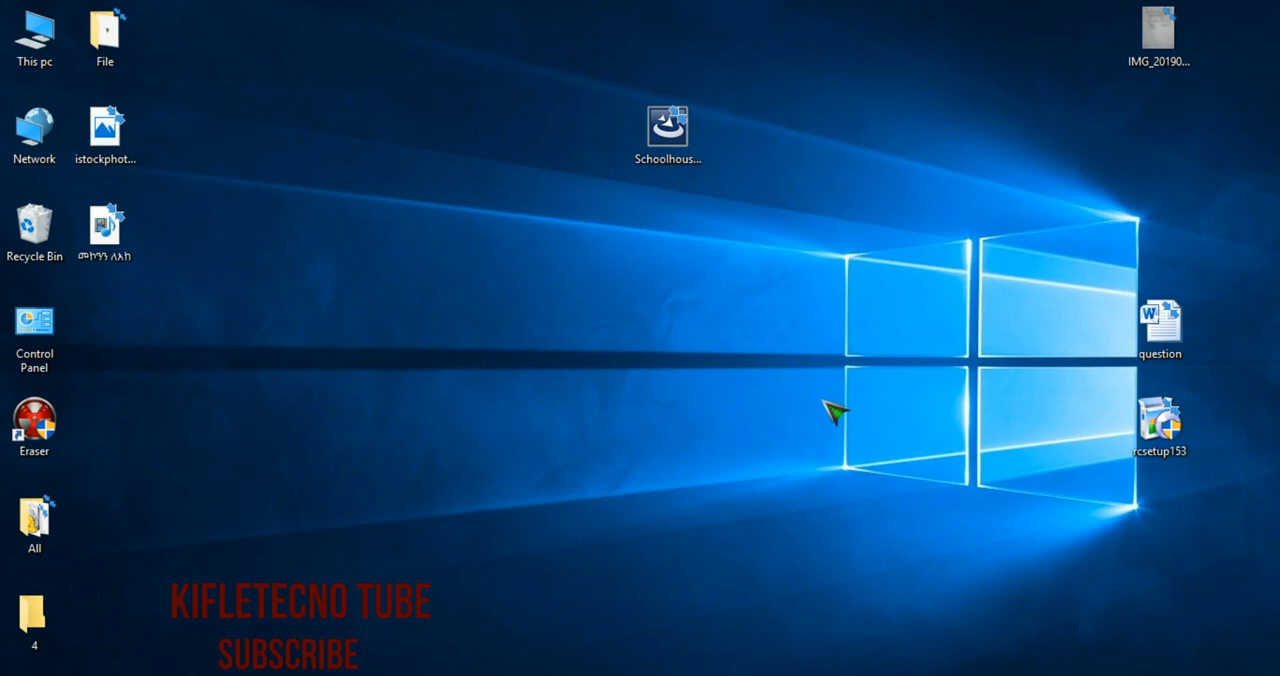 This pc
File
IMG_20190...
Network
istockphot...
Schoolhous...
Recycle Bin
መኮንን ለአከ
Control
Panel
question
Eraser
rcsetup153
All
4
KIFLETECNO TUBE
SUBSCRIBE